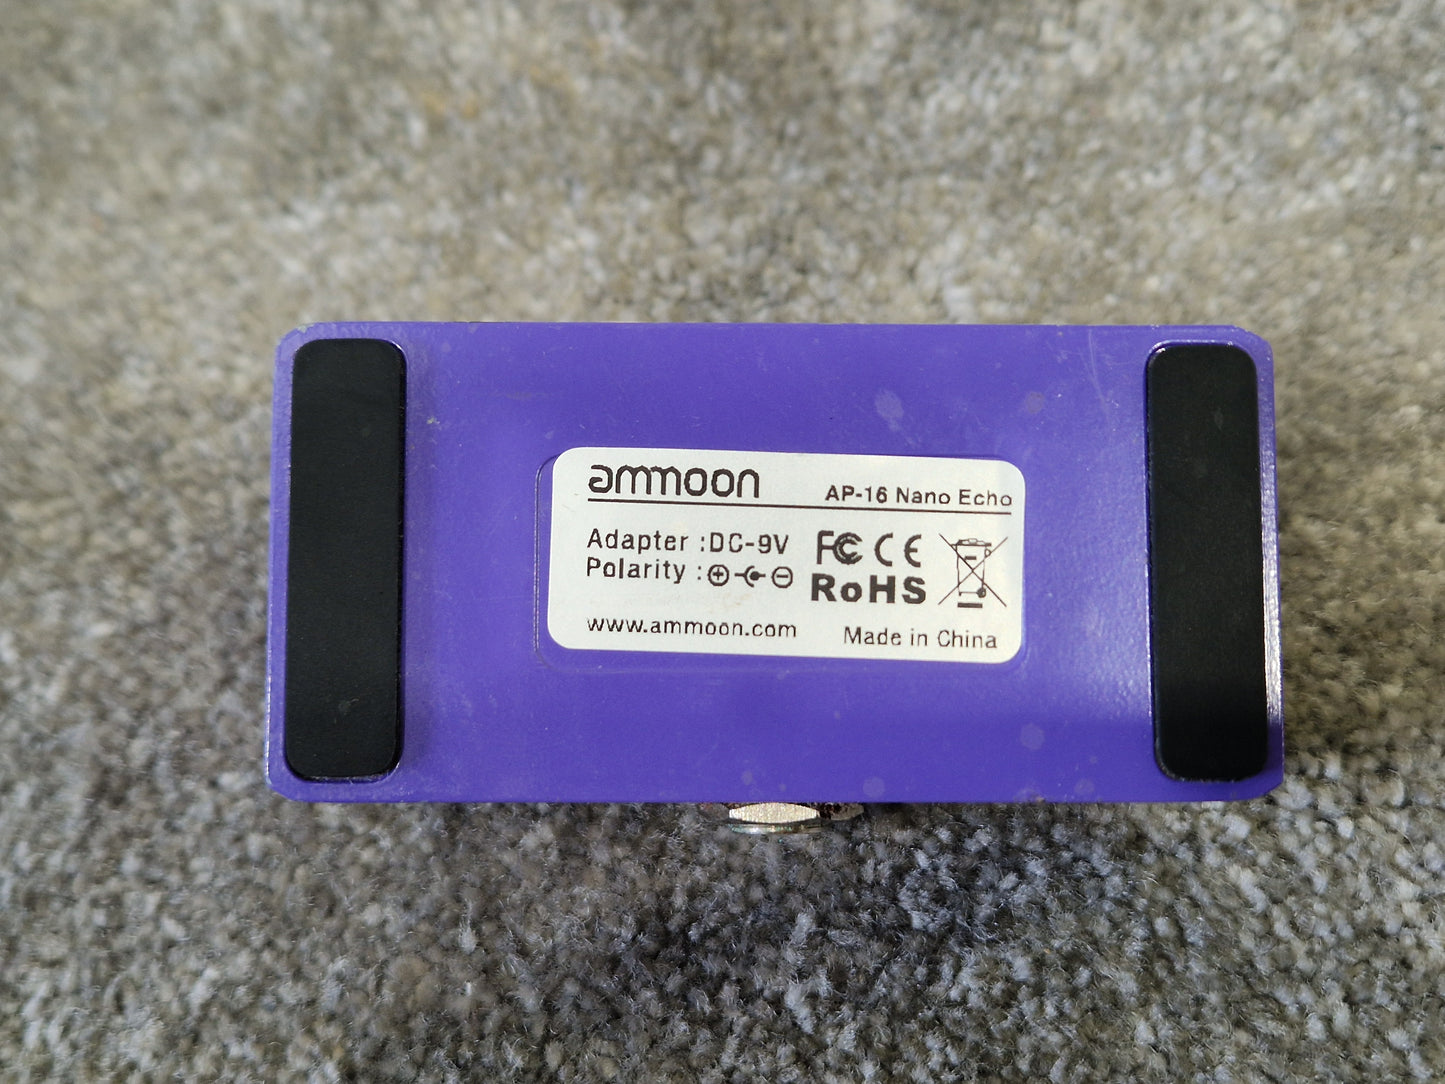 ammoon
AP-16 Nano Echo
Adapter :DC-9V
Polarity :
FC CE
RoHS
www.ammoon.com
Made in China